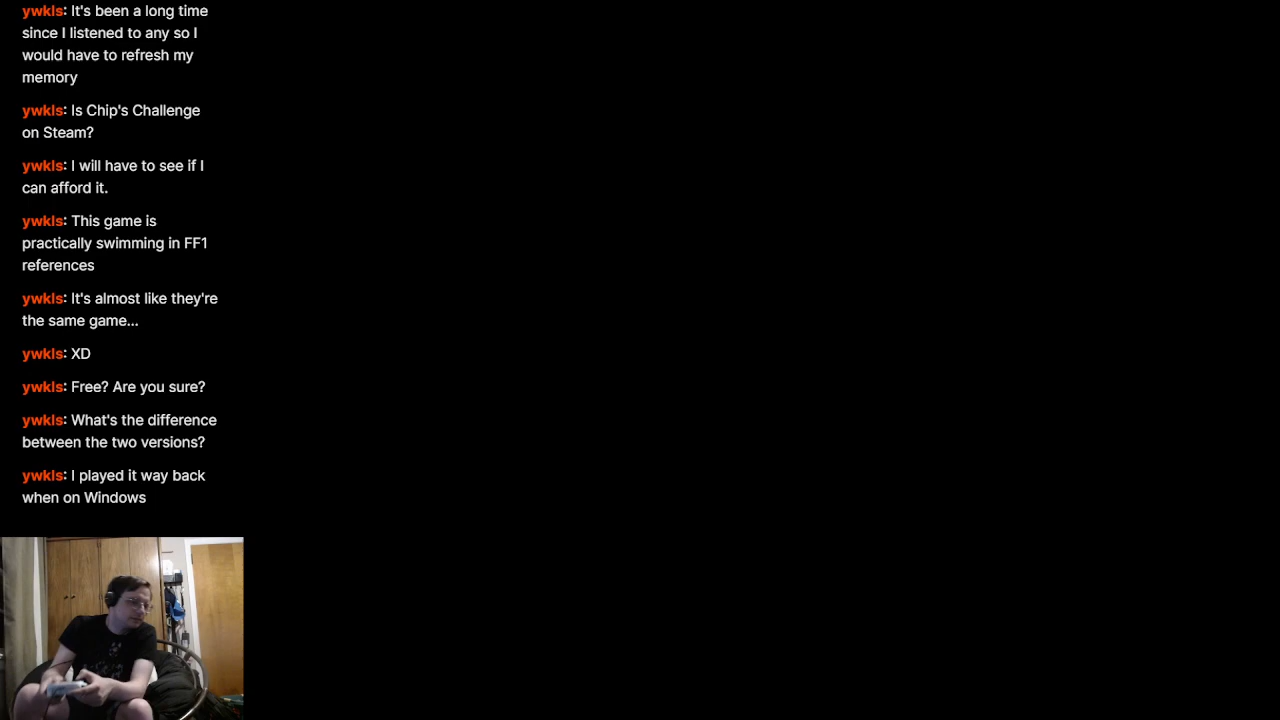 ywkls: It's been a long time
since I listened to any so I
would have to refresh my
memory
ywkls: Is Chip's Challenge
on Steam?
ywkls: I will have to see if I
can afford it.
ywkls: This game is
practically swimming in FF1
references
ywkls: It's almost like they're
the same game...
ywkls: XD
ywkls: Free? Are you sure?
ywkls: What's the difference
between the two versions?
ywkls: I played it way back
when on Windows